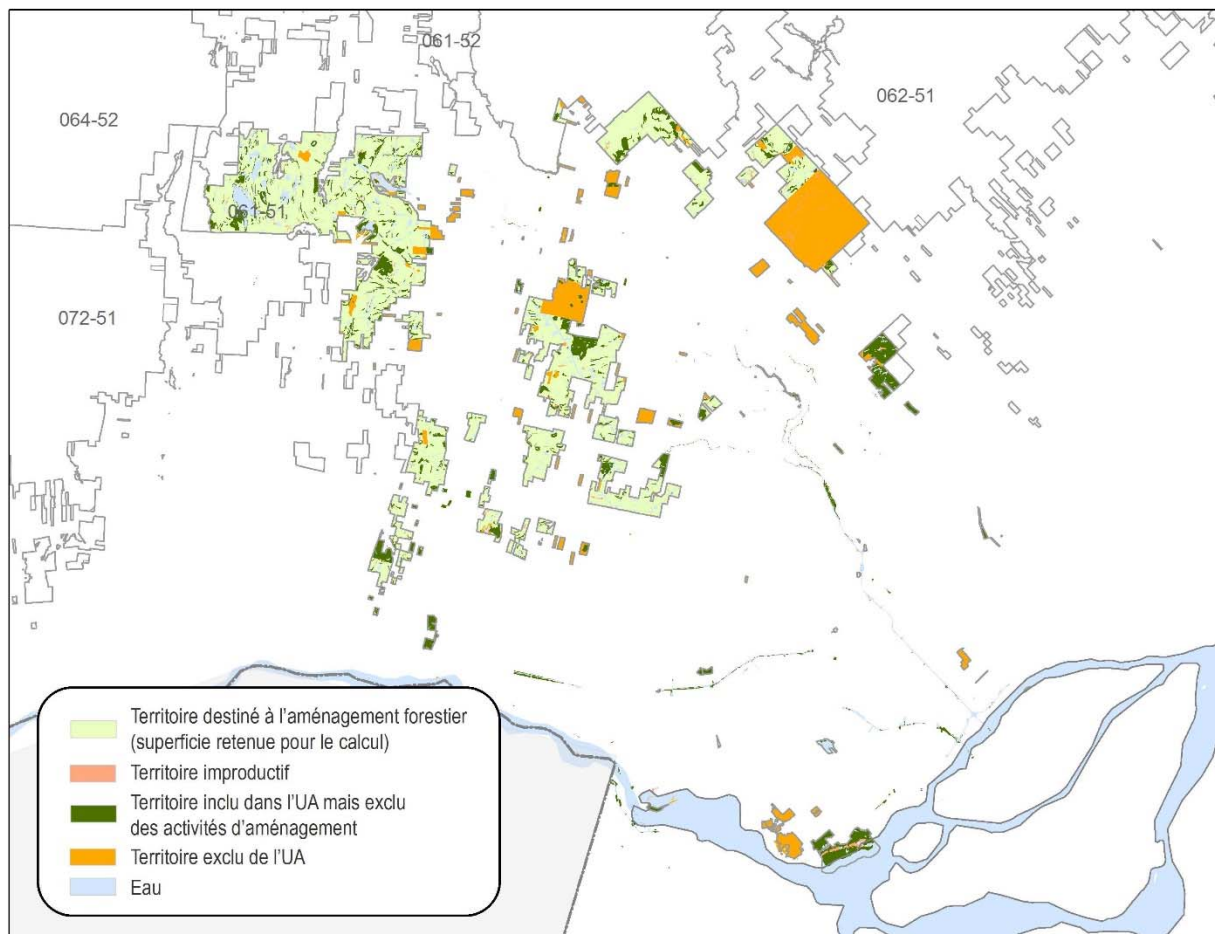 061-52
062-51
064-52
061-51
072-51
Territoire destiné à l'aménagement forestier
(superficie retenue pour le calcul)
Territoire improductif
Territoire inclu dans l'UA mais exclu
des activités d'aménagement
Territoire exclu de l'UA
Eau